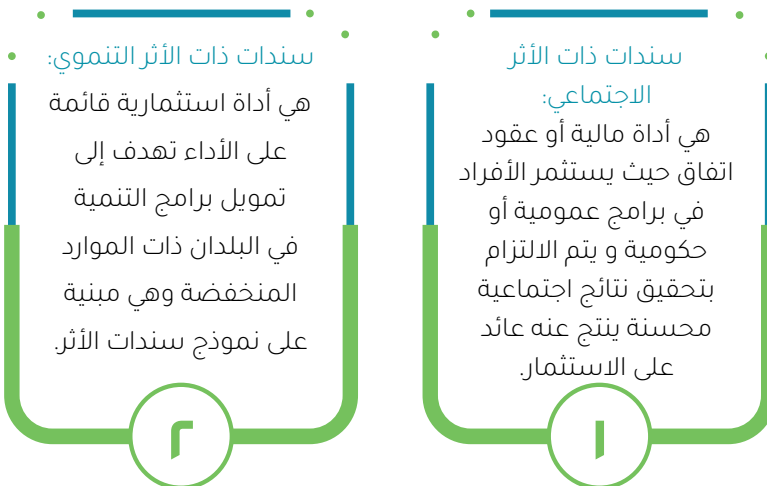 سندات ذات الأثر
الاجتماعي:
هي أداة مالية أو عقود
اتفاق حيث يستثمر الأفراد
في برامج عمومية أو
حكومية و يتم الالتزام
بتحقيق نتائج اجتماعية
محسنة ينتج عنه عائد
على الاستثمار.
١
سندات ذات الأثر التنموي:
هي أداة استثمارية قائمة
على الأداء تهدف إلى
تمويل برامج التنمية
في البلدان ذات الموارد
المنخفضة وهي مبنية
على نموذج سندات الأثر.
٢